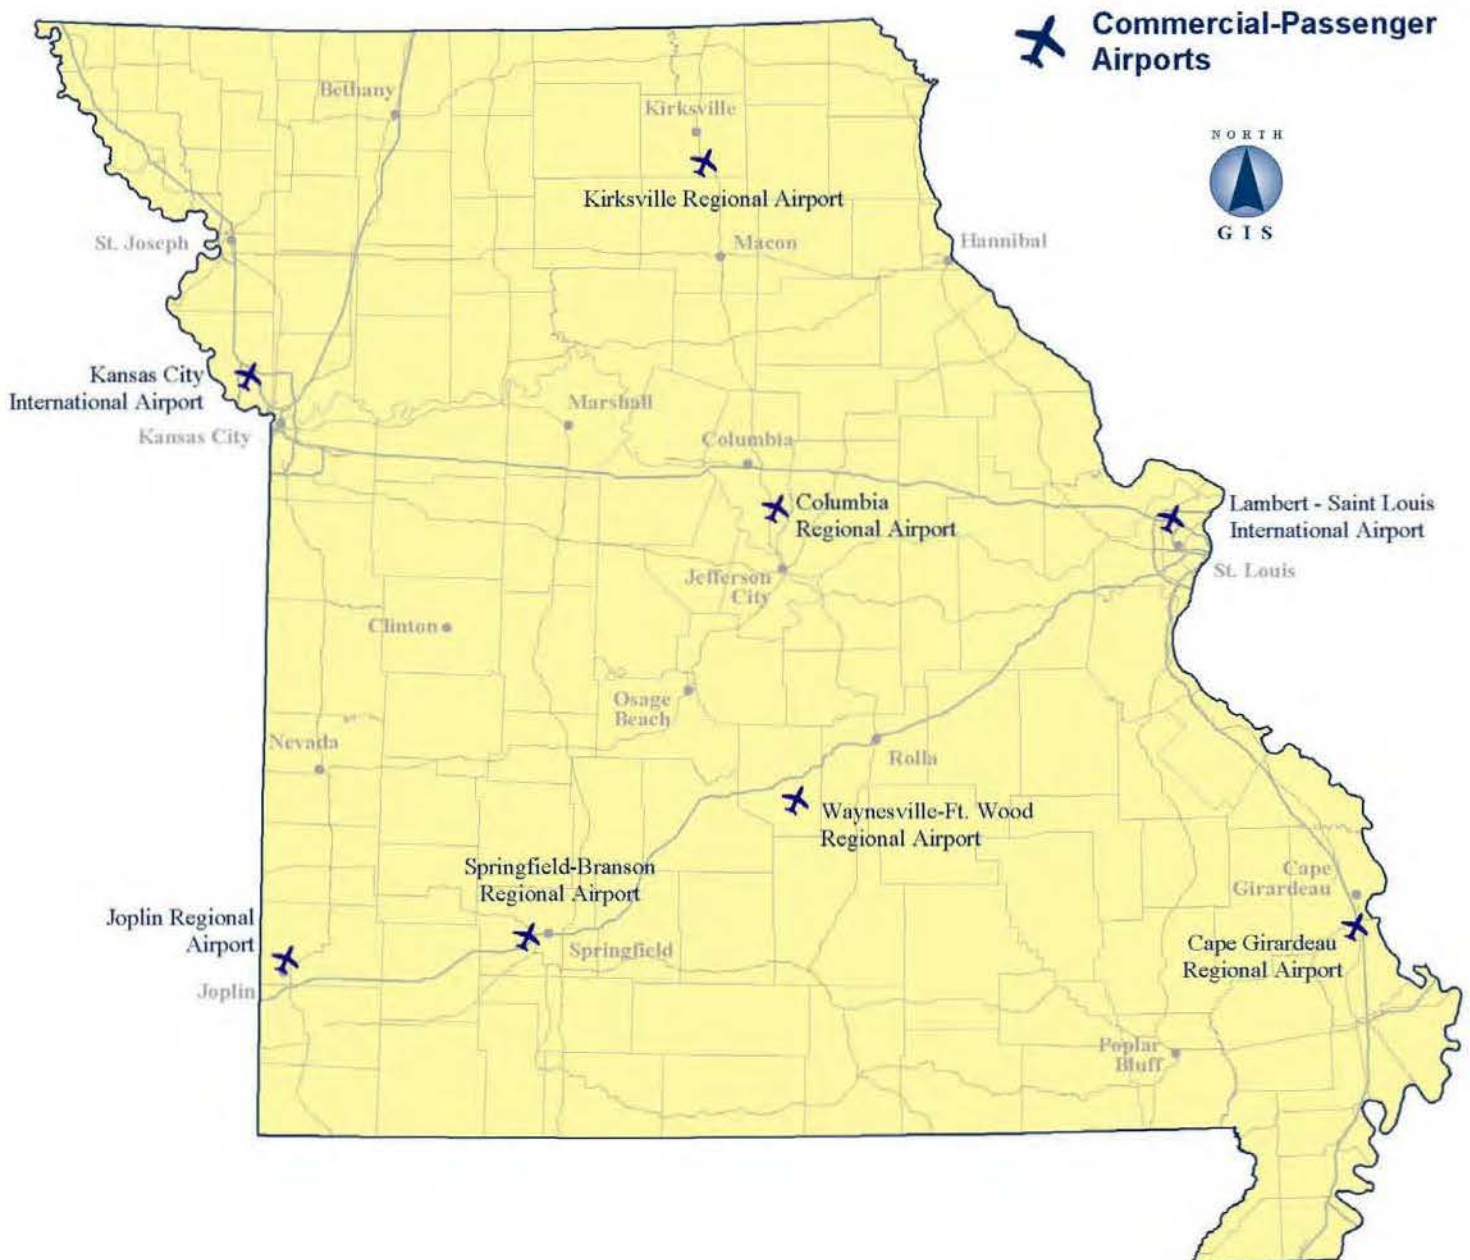 Commercial-Passenger
Airports
NORTH
GIS
Bethany
Kirksville
Kirksville Regional Airport
St. Joseph
Macon
Hannibal
Kansas City
International Airport
Kansas City
Marshall
Columbia
Columbia
Regional Airport
Lambert - Saint Louis
International Airport
St. Louis
Jefferson
City
Clinton
Osage
Beach
Nevada
Rolla
Waynesville-Ft. Wood
Regional Airport
Springfield-Branson
Regional Airport
Springfield
Joplin Regional
Airport
Joplin
Cape
Girardeau
Cape Girardeau
Regional Airport
Poplar
Bluff